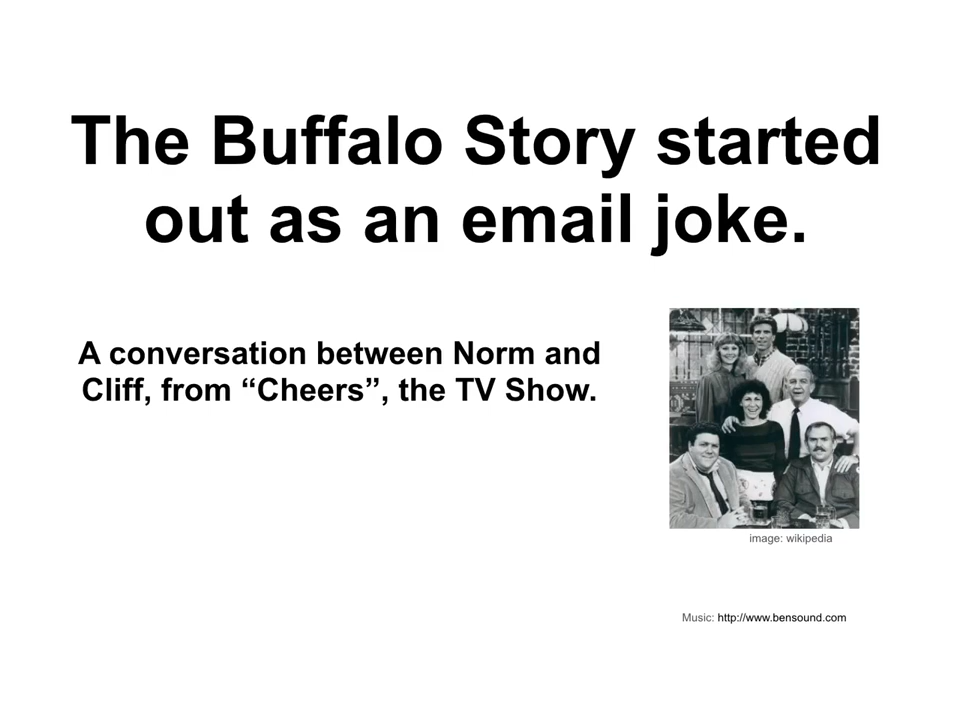 The Buffalo Story started
out as an email joke.
A conversation between Norm and
Cliff, from “Cheers”, the TV Show.
image: wikipedia
Music: http://www.bensound.com